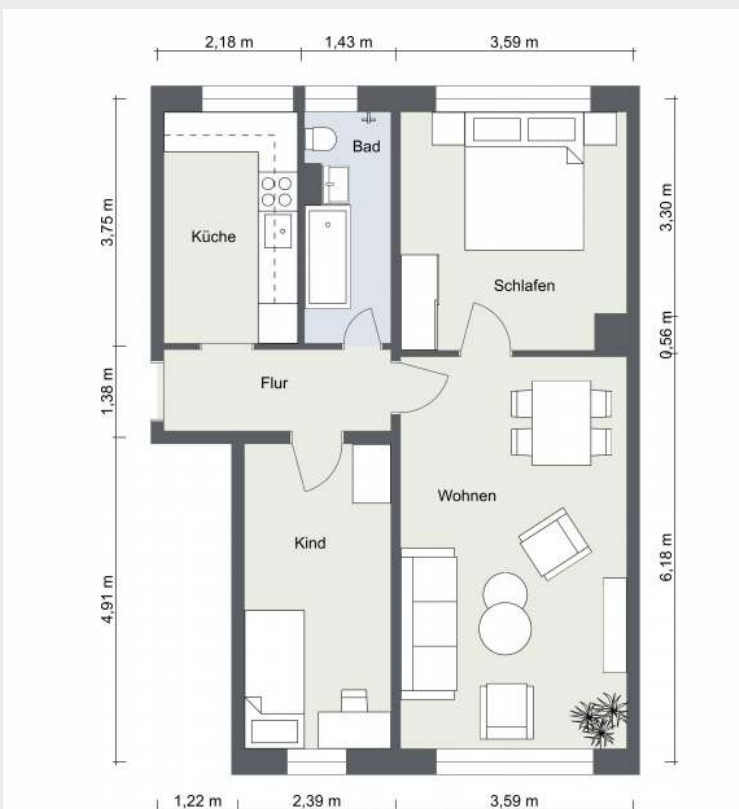 2,18 m
1,43 m
3,59 m
Bad
3,30 m
3,75 m
Küche
Schlafen
0,56 m
Flur
1,38 m
Wohnen
Kind
6,18 m
4,91 m
1,22 m
2,39 m
3,59 m